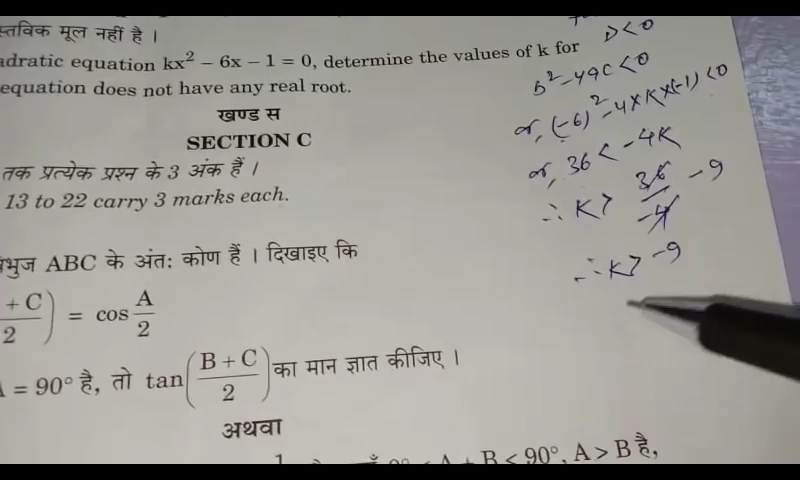 स्तविक मूल नहीं है ।
adratic equation kx² − 6x − 1 = 0, determine the values of k for
equation does not have any real root.
खण्ड स
SECTION C
तक प्रत्येक प्रश्न के 3 अंक हैं ।
13 to 22 carry 3 marks each.
भुज ABC के अंतः कोण हैं । दिखाइए कि
+ C / 2) = cos A/2
= 90° है, तो tan(B + C / 2) का मान ज्ञात कीजिए ।
अथवा
A + B < 90°, A > B है,
D < 0
b² − 4ac < 0
or, (−6)² − 4 × K × (−1) < 0
or, 36 < − 4K
∴ K > 36/−4 − 9
∴ K > −9